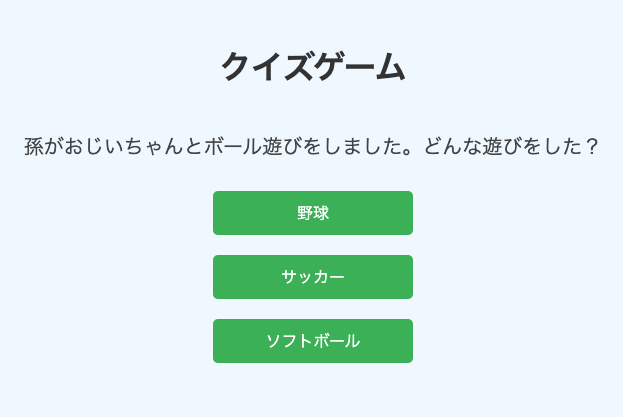 クイズゲーム
孫がおじいちゃんとボール遊びをしました。どんな遊びをした？
野球
サッカー
ソフトボール